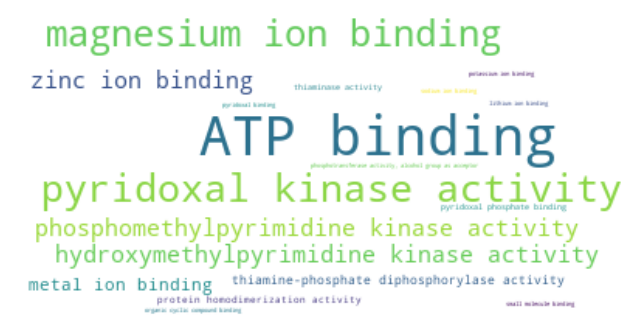 magnesium ion binding
potassium ion binding
zinc ion binding
thiaminase activity
sodium ion binding
pyridoxal binding
lithium ion binding
ATP binding
phosphotransferase activity, alcohol group as acceptor
pyridoxal kinase activity
pyridoxal phosphate binding
phosphomethylpyrimidine kinase activity
hydroxymethylpyrimidine kinase activity
metal ion binding
thiamine-phosphate diphosphorylase activity
protein homodimerization activity
small molecule binding
organic cyclic compound binding